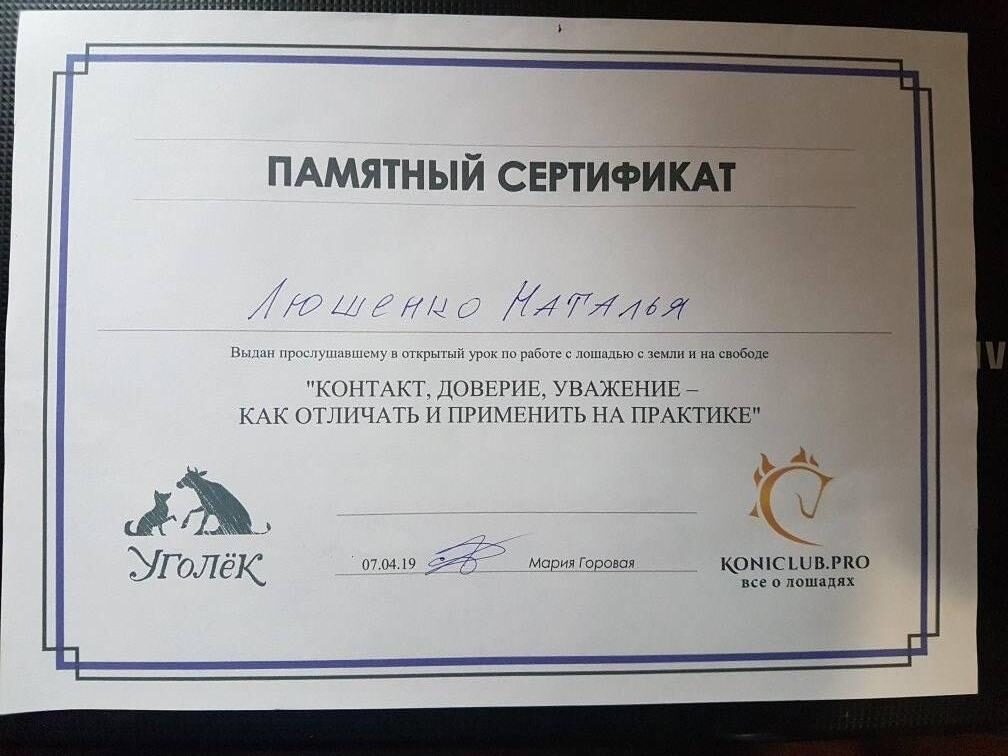 ПАМЯТНЫЙ СЕРТИФИКАТ
Люшенко Наталья
Выдан прослушавшему в открытый урок по работе с лошадью с земли и на свободе
"КОНТАКТ, ДОВЕРИЕ, УВАЖЕНИЕ –
КАК ОТЛИЧАТЬ И ПРИМЕНИТЬ НА ПРАКТИКЕ"
УГОЛЁК
07.04.19 Мария Горовая
KONICLUB.PRO
все о лошадях